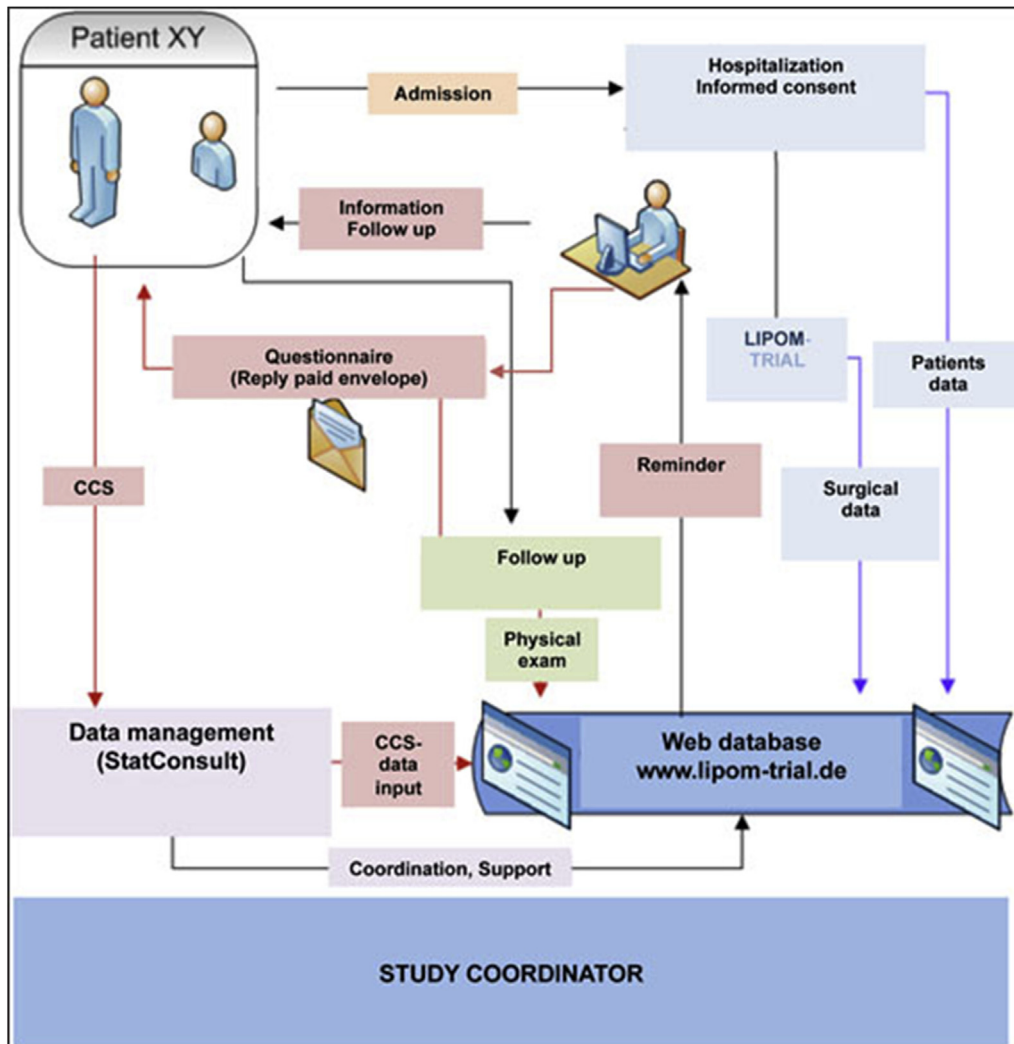 Patient XY
Admission
Hospitalization
Informed consent
Information
Follow up
Questionnaire
(Reply paid envelope)
LIPOM-
TRIAL
Patients
data
CCS
Reminder
Surgical
data
Follow up
Physical
exam
Data management
(StatConsult)
CCS-
data
input
Web database
www.lipom-trial.de
Coordination, Support
STUDY COORDINATOR